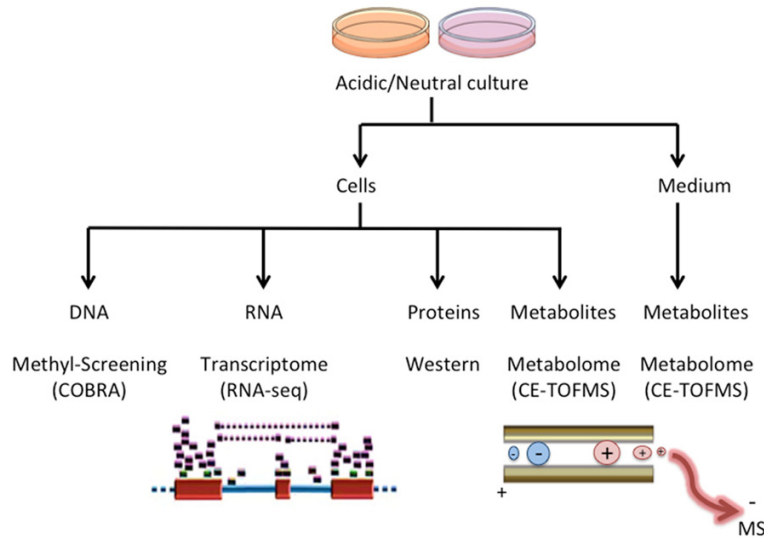 Acidic/Neutral culture
Cells
Medium
DNA
RNA
Proteins
Metabolites
Metabolites
Methyl-Screening
(COBRA)
Transcriptome
(RNA-seq)
Western
Metabolome
(CE-TOFMS)
Metabolome
(CE-TOFMS)
- - + + +
+
-
MS